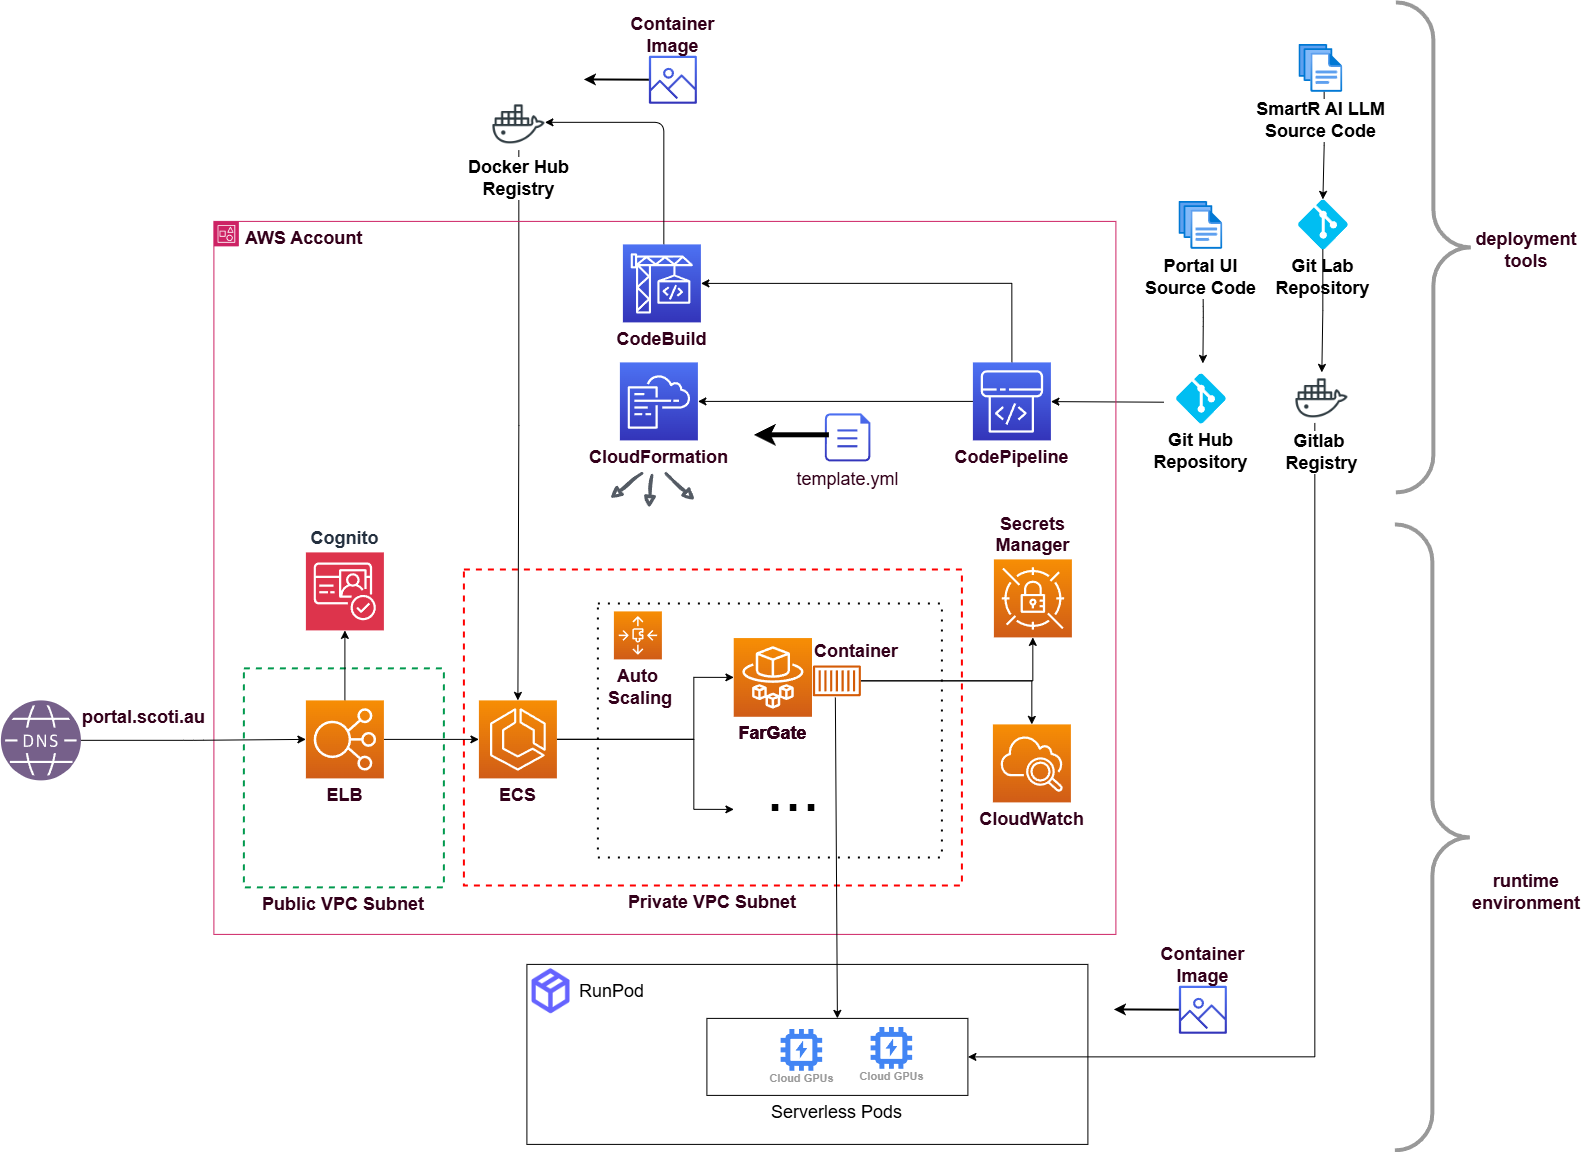 Container
Image
SmartR AI LLM
Source Code
Docker Hub
Registry
AWS Account
deployment
tools
Portal UI
Source Code
Git Lab
Repository
CodeBuild
CloudFormation
template.yml
CodePipeline
Git Hub
Repository
Gitlab
Registry
Cognito
Secrets
Manager
Auto
Scaling
Container
FarGate
portal.scoti.au
DNS
ELB
ECS
CloudWatch
Public VPC Subnet
Private VPC Subnet
runtime
environment
Container
Image
RunPod
Cloud GPUs
Cloud GPUs
Serverless Pods